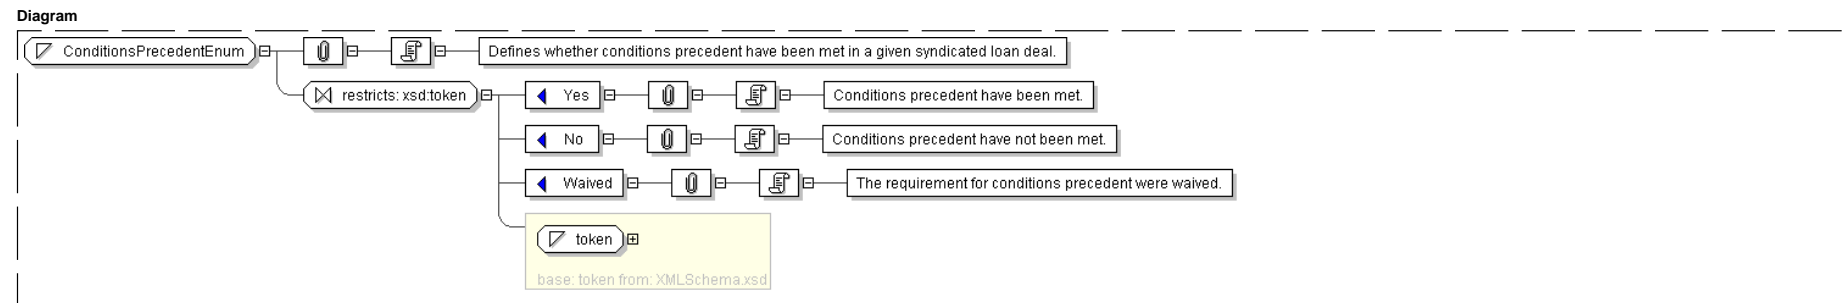 Diagram
ConditionsPrecedentEnum Defines whether conditions precedent have been met in a given syndicated loan deal.
restricts: xsd:token Yes Conditions precedent have been met.
No Conditions precedent have not been met.
Waived The requirement for conditions precedent were waived.
token
base: token from: XMLSchema.xsd